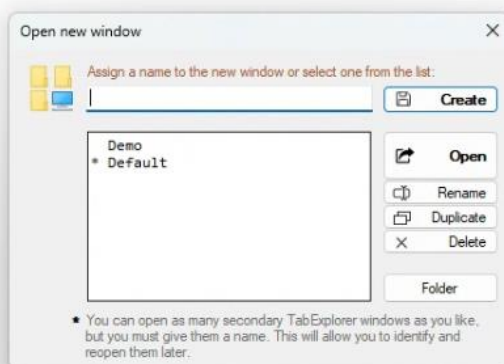 Open new window
Assign a name to the new window or select one from the list:
Create
Demo
* Default
Open
Rename
Duplicate
Delete
Folder
* You can open as many secondary TabExplorer windows as you like,
but you must give them a name. This will allow you to identify and
reopen them later.